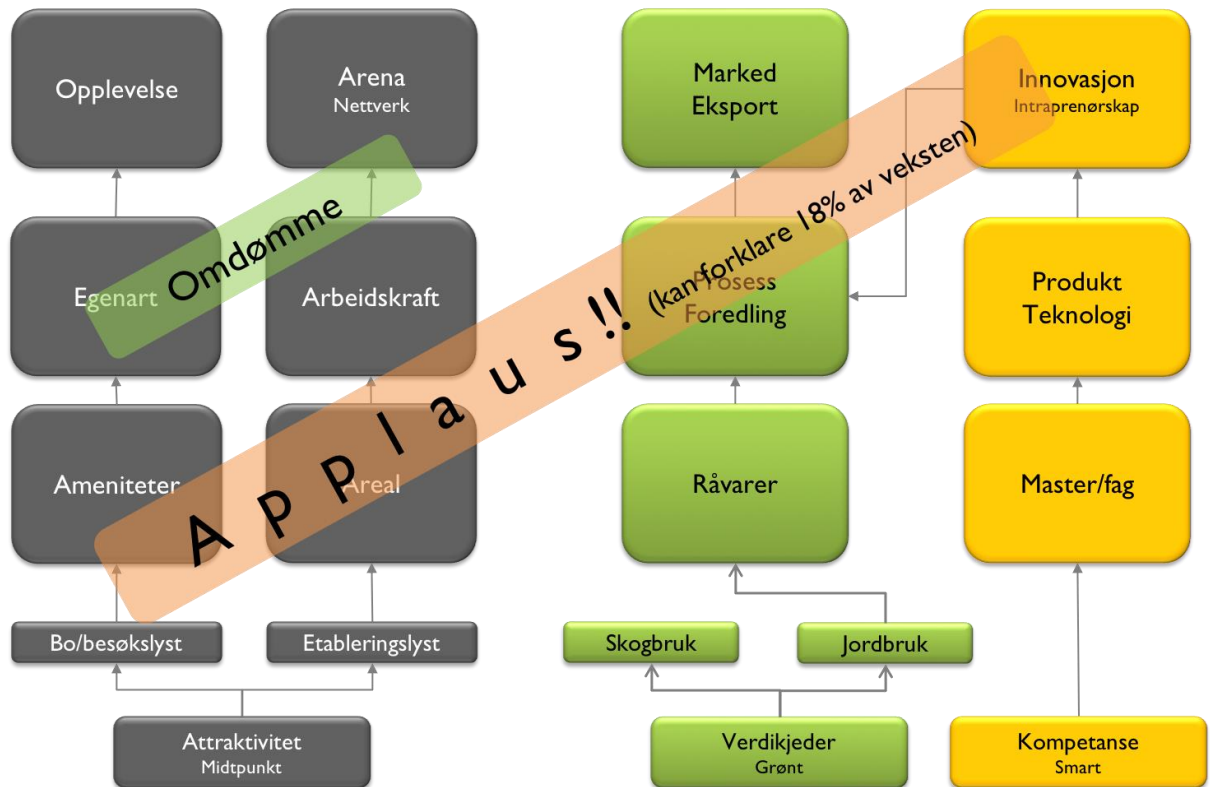 Opplevelse
Arena
Nettverk
Marked
Eksport
Innovasjon
Intraprenørskap
Omdømme
Applaus!! (kan forklare 18% av veksten)
Egenart
Arbeidskraft
Prosess
Foredling
Produkt
Teknologi
Ameniteter
Areal
Råvarer
Master/fag
Bo/besøkslyst
Etableringslyst
Skogbruk
Jordbruk
Attraktivitet
Midtpunkt
Verdikjeder
Grønt
Kompetanse
Smart